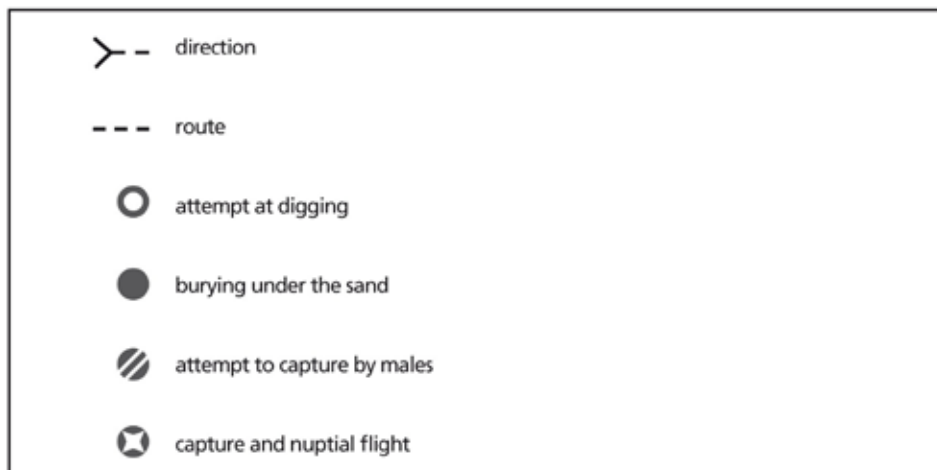 direction
route
attempt at digging
burying under the sand
attempt to capture by males
capture and nuptial flight